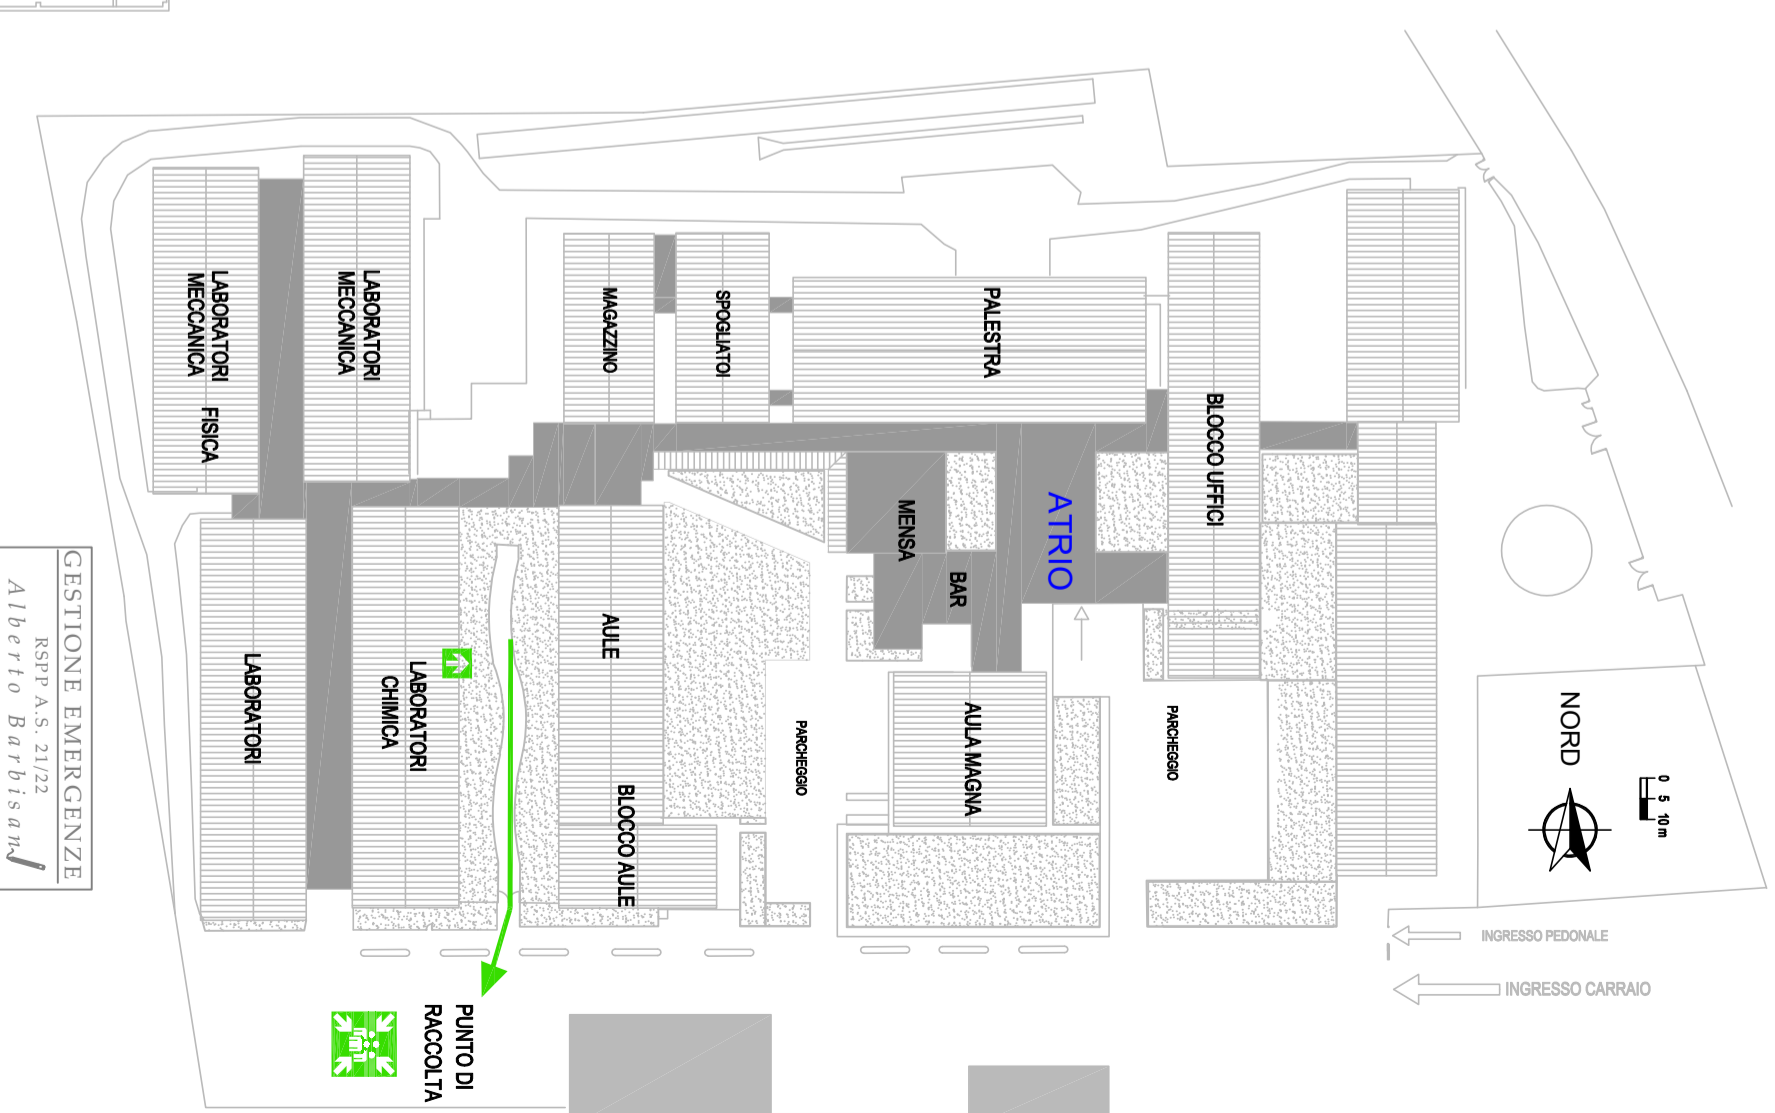 LABORATORI
MECCANICA
FISICA
LABORATORI
MECCANICA
MAGAZZINO
SPOGLIATOI
PALESTRA
BLOCCO UFFICI
MENSA
BAR
ATRIO
AULE
BLOCCO AULE
LABORATORI
CHIMICA
LABORATORI
AULA MAGNA
PARCHEGGIO
PARCHEGGIO
NORD
0 5 10 m
INGRESSO PEDONALE
INGRESSO CARRAIO
PUNTO DI
RACCOLTA
GESTIONE EMERGENZE
RSPP A.S. 21/22
Alberto Barbisan